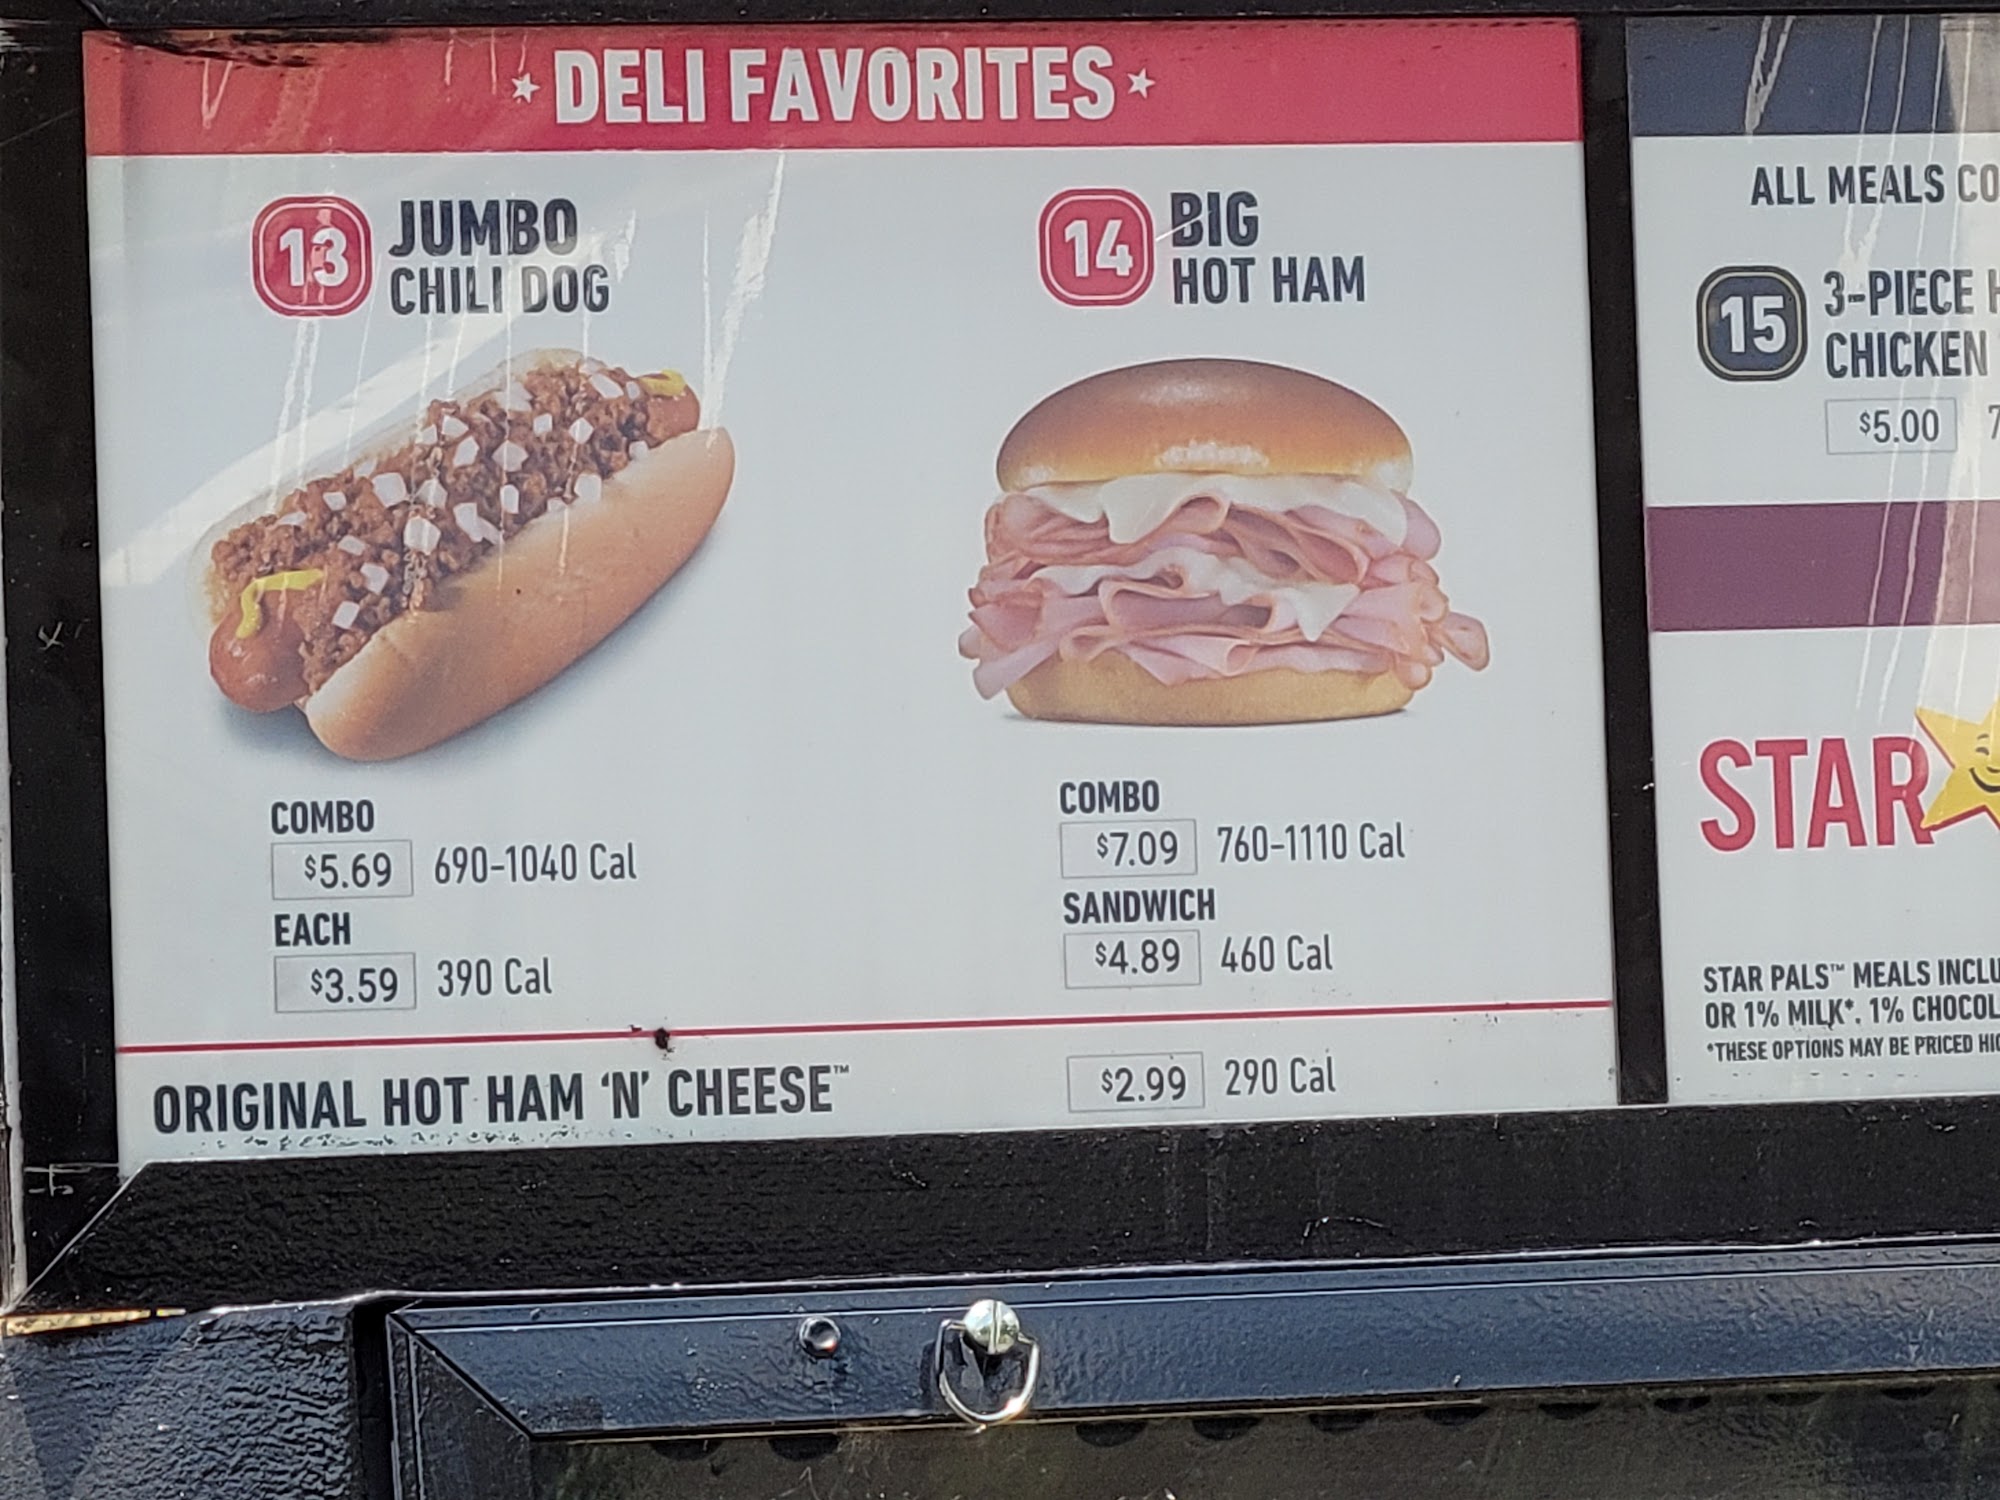 DELI FAVORITES
13 JUMBO
CHILI DOG
COMBO
$5.69 690-1040 Cal
EACH
$3.59 390 Cal
14 BIG
HOT HAM
COMBO
$7.09 760-1110 Cal
SANDWICH
$4.89 460 Cal
ORIGINAL HOT HAM 'N' CHEESE™ $2.99 290 Cal
ALL MEALS CO
15 3-PIECE H
CHICKEN
$5.00 7
STAR
STAR PALS™ MEALS INCLU
OR 1% MILK*, 1% CHOCOL
*THESE OPTIONS MAY BE PRICED HIG